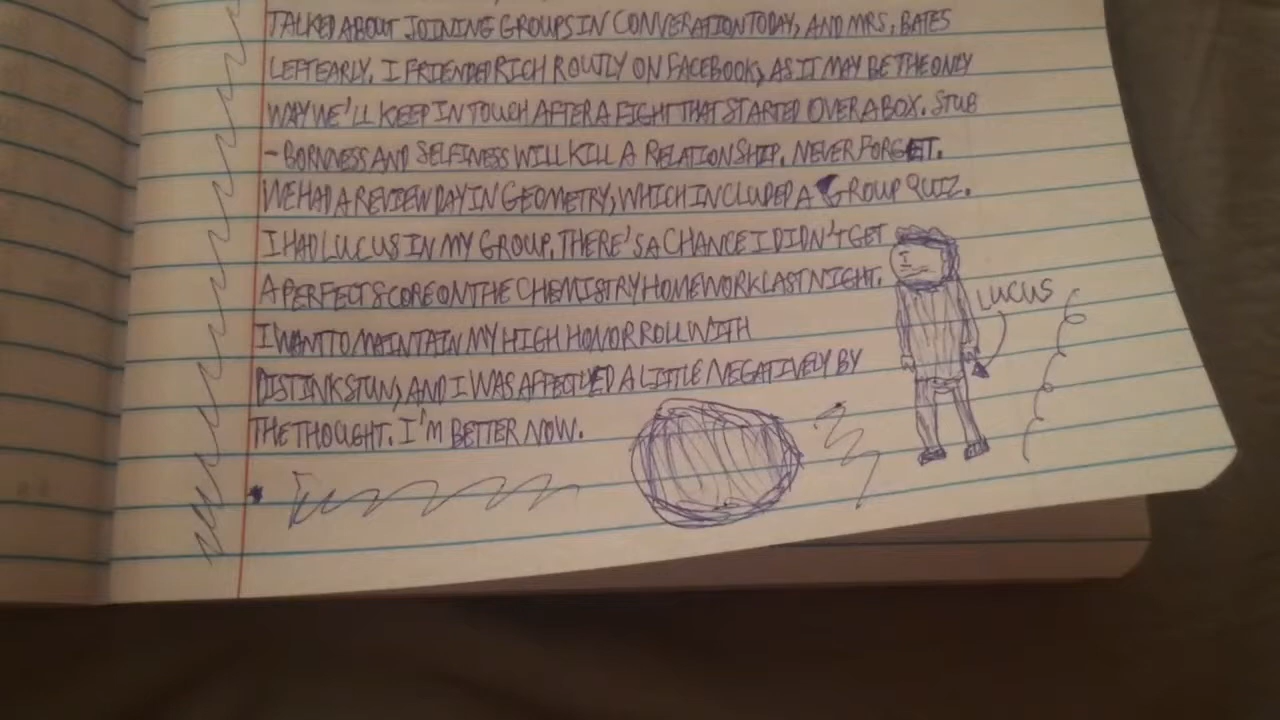 TALKED ABOUT JOINING GROUPS IN CONVERATION TODAY, AND MRS. BATES
LEFT EARLY. I FRIENDED RICH ROUTLY ON FACEBOOK, AS IT MAY BE THE ONLY
WAY WE'LL KEEP IN TOUCH AFTER A FIGHT THAT STARTED OVER A BOX. STUB
-BORNNESS AND SELFINESS WILL KILL A RELATIONSHIP. NEVER FORGET.
WE HAD A REVIEW DAY IN GEOMETRY, WHICH INCLUDED A GROUP QUIZ.
I HAD LUCUS IN MY GROUP. THERE'S A CHANCE I DIDN'T GET
A PERFECT SCORE ON THE CHEMISTRY HOMEWORK LAST NIGHT.
LUCUS
I WANT TO MAINTAIN MY HIGH HONOR ROLL WITH
DISTINKSTUN, AND I WAS AFFECTED A LITTLE NEGATIVELY BY
THE THOUGHT. I'M BETTER NOW.